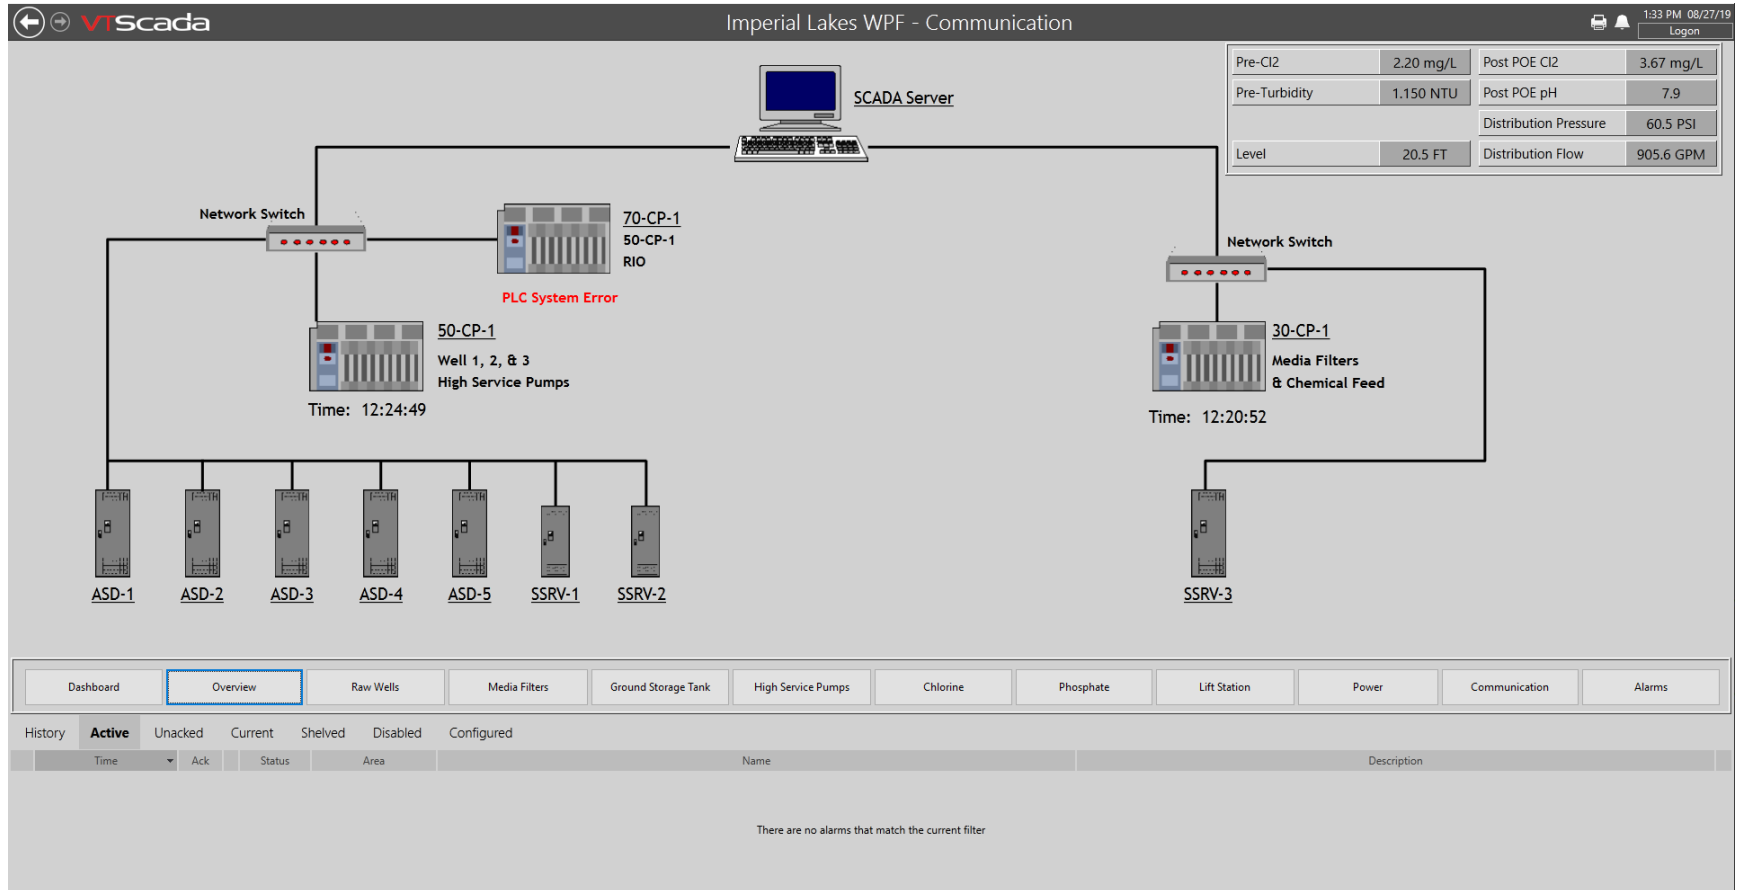 VTScada
Imperial Lakes WPF - Communication
1:33 PM 08/27/19
Logon
Pre-Cl2 2.20 mg/L Post POE Cl2 3.67 mg/L
Pre-Turbidity 1.150 NTU Post POE pH 7.9
Distribution Pressure 60.5 PSI
Level 20.5 FT Distribution Flow 905.6 GPM
SCADA Server
Network Switch
70-CP-1
50-CP-1
RIO
PLC System Error
Network Switch
50-CP-1
Well 1, 2, & 3
High Service Pumps
Time: 12:24:49
30-CP-1
Media Filters
& Chemical Feed
Time: 12:20:52
ASD-1 ASD-2 ASD-3 ASD-4 ASD-5 SSRV-1 SSRV-2 SSRV-3
Dashboard Overview Raw Wells Media Filters Ground Storage Tank High Service Pumps Chlorine Phosphate Lift Station Power Communication Alarms
History Active Unacked Current Shelved Disabled Configured
Time Ack Status Area Name Description
There are no alarms that match the current filter